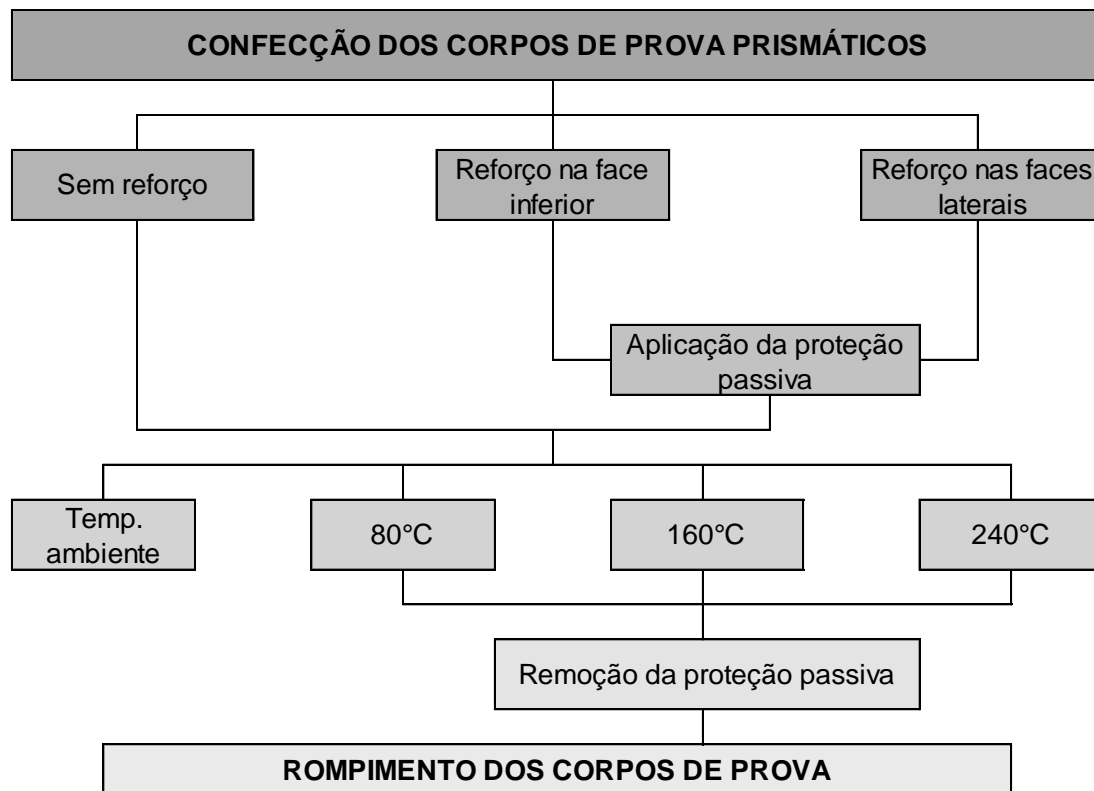 CONFECÇÃO DOS CORPOS DE PROVA PRISMÁTICOS
Sem reforço
Reforço na face
inferior
Reforço nas faces
laterais
Aplicação da proteção
passiva
Temp.
ambiente
80°C
160°C
240°C
Remoção da proteção passiva
ROMPIMENTO DOS CORPOS DE PROVA